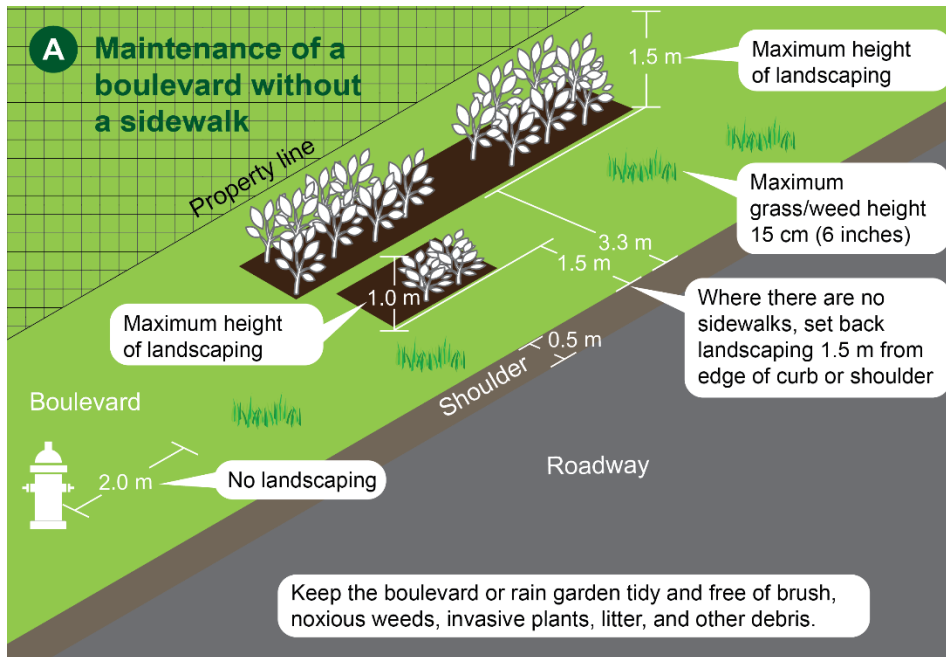 A
Maintenance of a
boulevard without
a sidewalk
1.5 m
Maximum height
of landscaping
Property line
Maximum
grass/weed height
15 cm (6 inches)
3.3 m
1.5 m
1.0 m
Where there are no
sidewalks, set back
landscaping 1.5 m from
edge of curb or shoulder
Maximum height
of landscaping
0.5 m
Shoulder
Boulevard
2.0 m
No landscaping
Roadway
Keep the boulevard or rain garden tidy and free of brush,
noxious weeds, invasive plants, litter, and other debris.